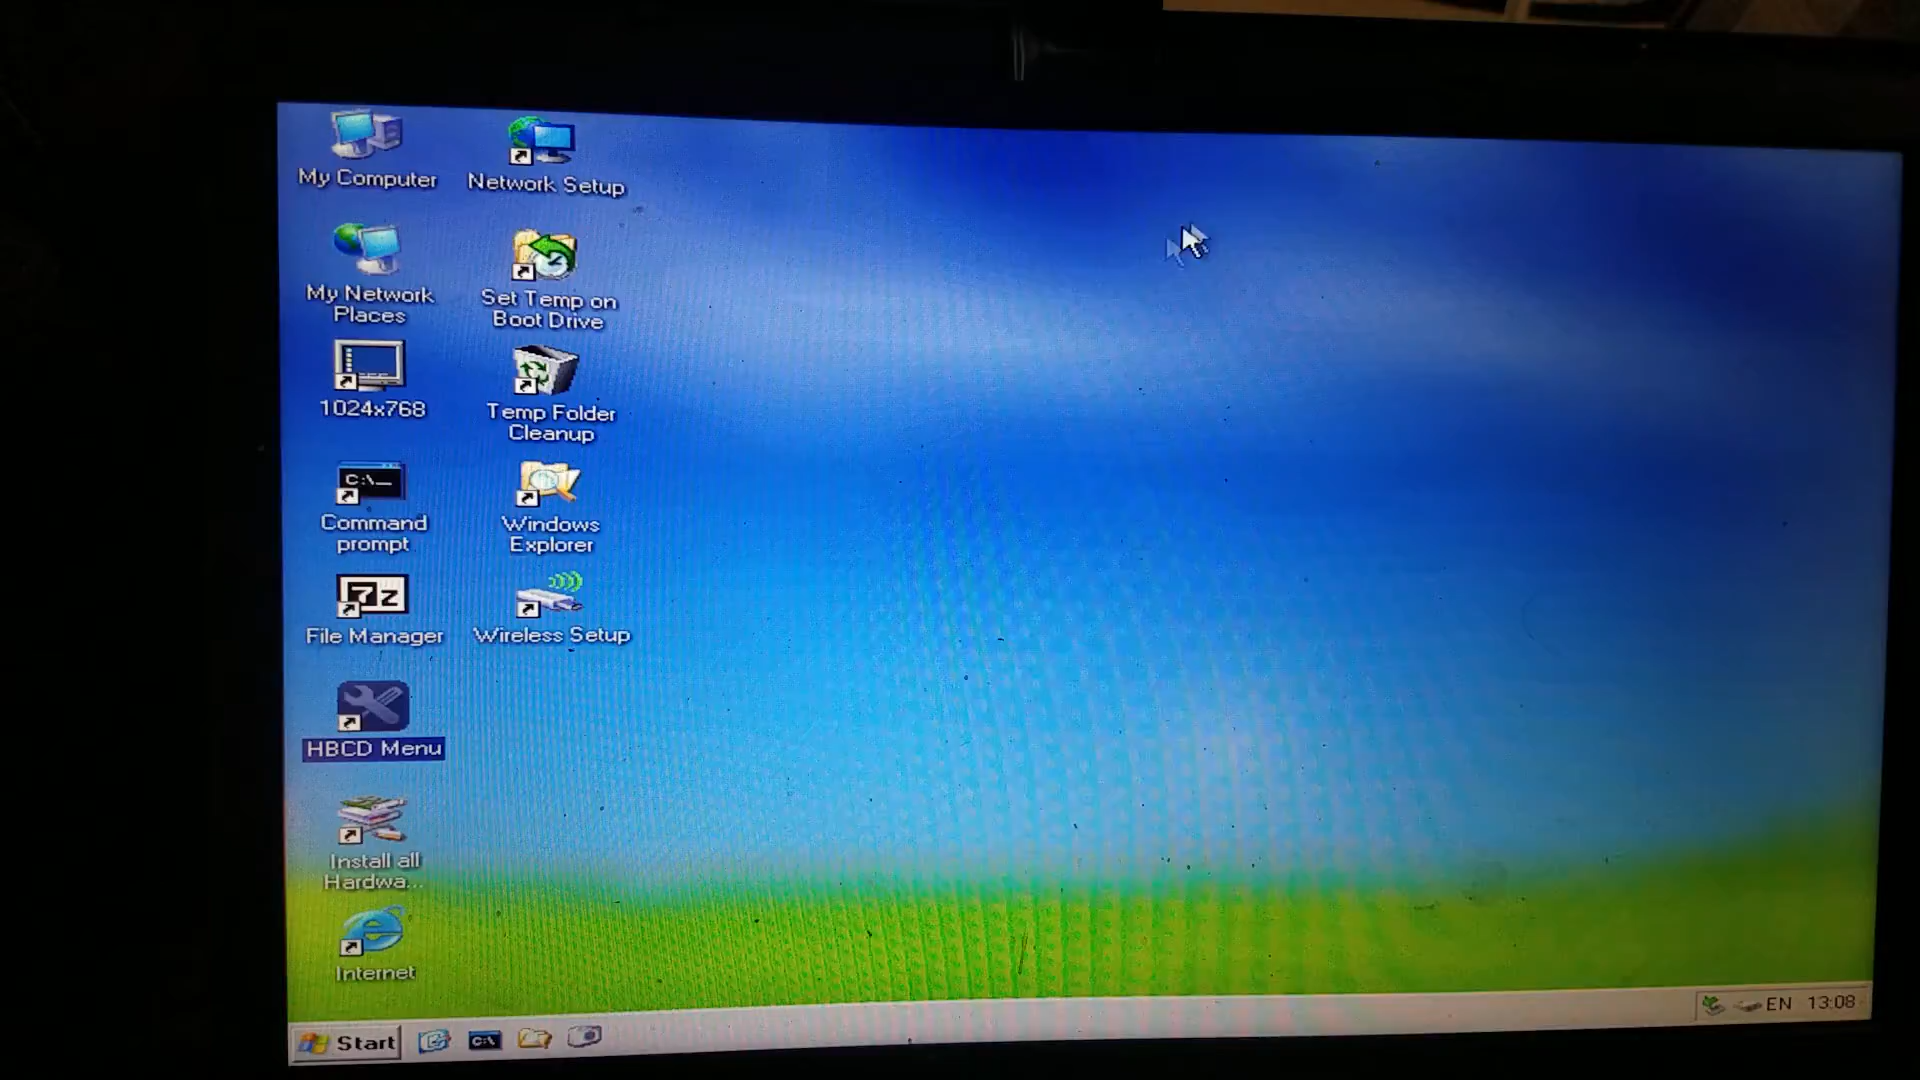 My Computer
Network Setup
My Network
Places
Set Temp on
Boot Drive
1024x768
Temp Folder
Cleanup
C:\_
Command
prompt
Windows
Explorer
7z
File Manager
Wireless Setup
HBCD Menu
Install all
Hardwa...
Internet
Start
C:\
EN 13:08